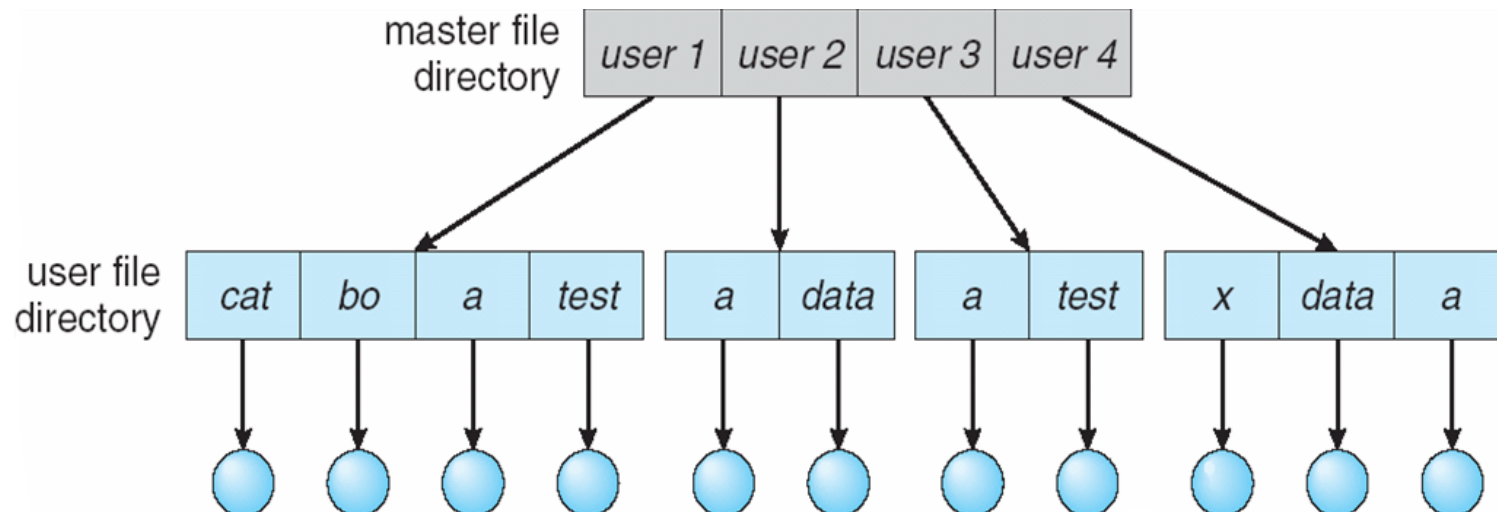 master file
directory
user 1 user 2 user 3 user 4
user file
directory
cat bo a test a data a test x data a